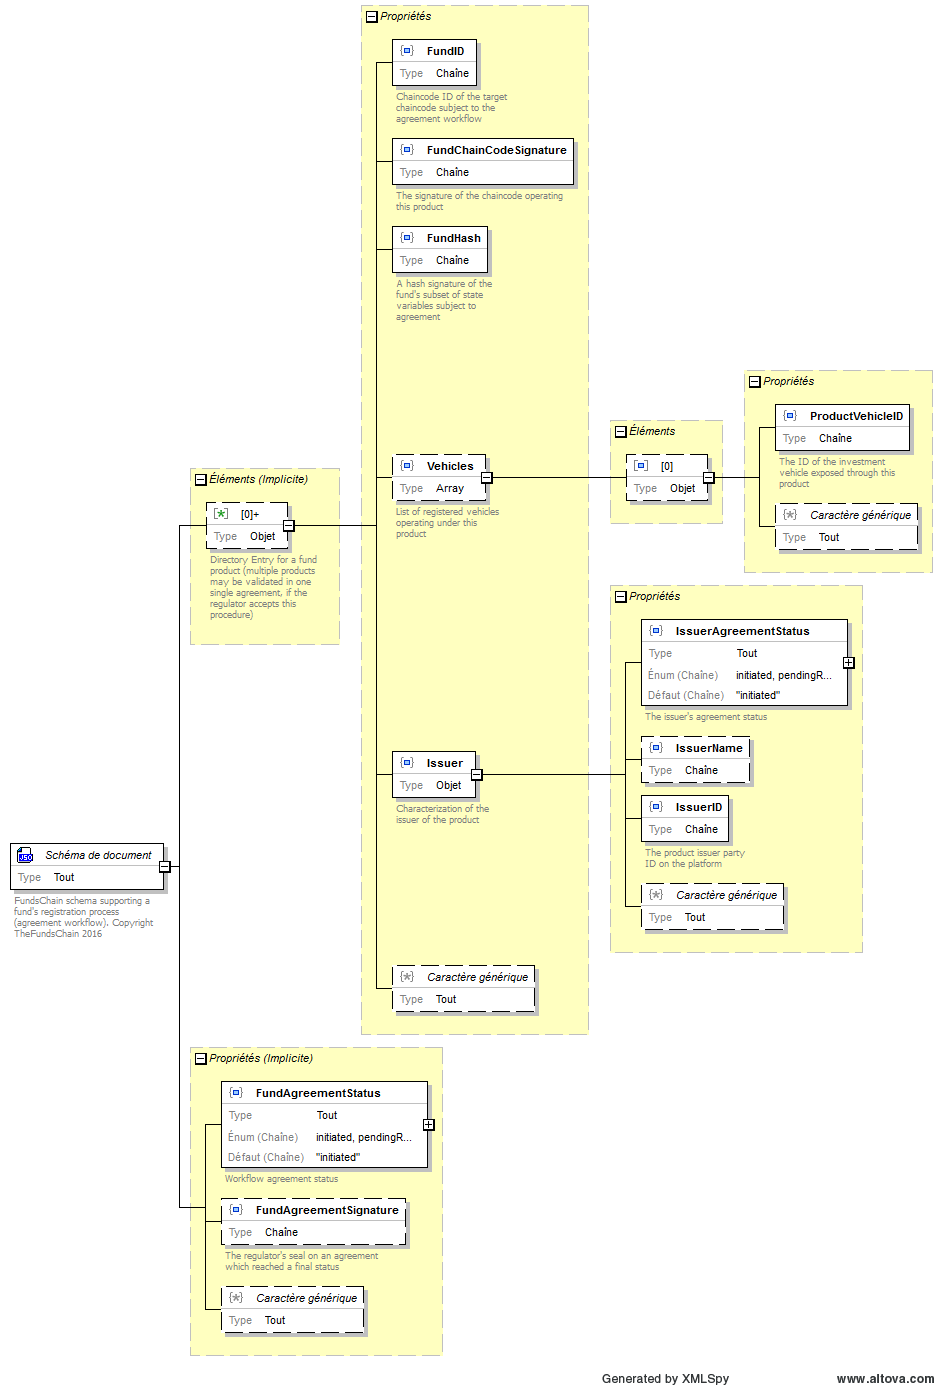 Propriétés
FundID
Type Chaîne
Chaincode ID of the target
chaincode subject to the
agreement workflow
FundChainCodeSignature
Type Chaîne
The signature of the chaincode operating
this product
FundHash
Type Chaîne
A hash signature of the
fund's subset of state
variables subject to
agreement
Propriétés
ProductVehicleID
Type Chaîne
The ID of the investment
vehicle exposed through this
product
Caractère générique
Type Tout
Éléments
[0]
Type Objet
Vehicles
Type Array
List of registered vehicles
operating under this
product
Éléments (Implicite)
[0]+
Type Objet
Directory Entry for a fund
product (multiple products
may be validated in one
single agreement, if the
regulator accepts this
procedure)
Propriétés
IssuerAgreementStatus
Type Tout
Énum (Chaîne) initiated, pendingR...
Défaut (Chaîne) "initiated"
The issuer's agreement status
IssuerName
Type Chaîne
IssuerID
Type Chaîne
The product issuer party
ID on the platform
Caractère générique
Type Tout
Issuer
Type Objet
Characterization of the
issuer of the product
Schéma de document
Type Tout
FundsChain schema supporting a
fund's registration process
(agreement workflow). Copyright
TheFundsChain 2016
Caractère générique
Type Tout
Propriétés (Implicite)
FundAgreementStatus
Type Tout
Énum (Chaîne) initiated, pendingR...
Défaut (Chaîne) "initiated"
Workflow agreement status
FundAgreementSignature
Type Chaîne
The regulator's seal on an agreement
which reached a final status
Caractère générique
Type Tout
Generated by XMLSpy www.altova.com